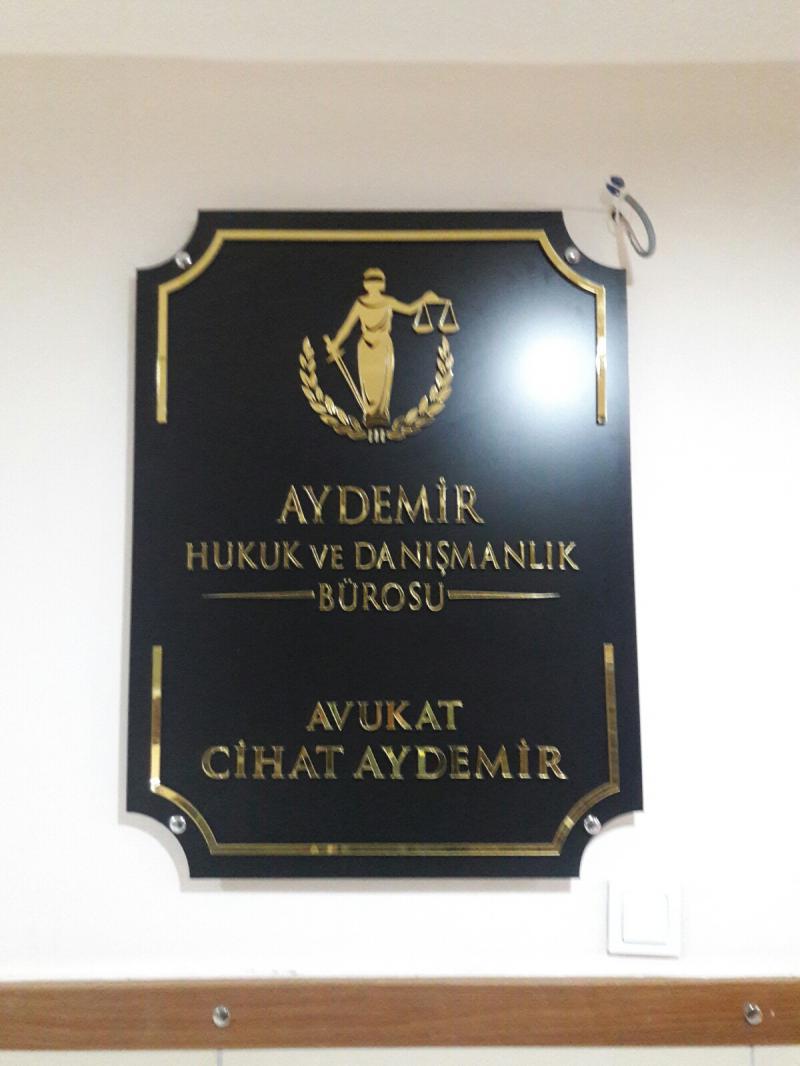 AYDEMİR
HUKUK VE DANIŞMANLIK
BÜROSU
AVUKAT
CİHAT AYDEMİR